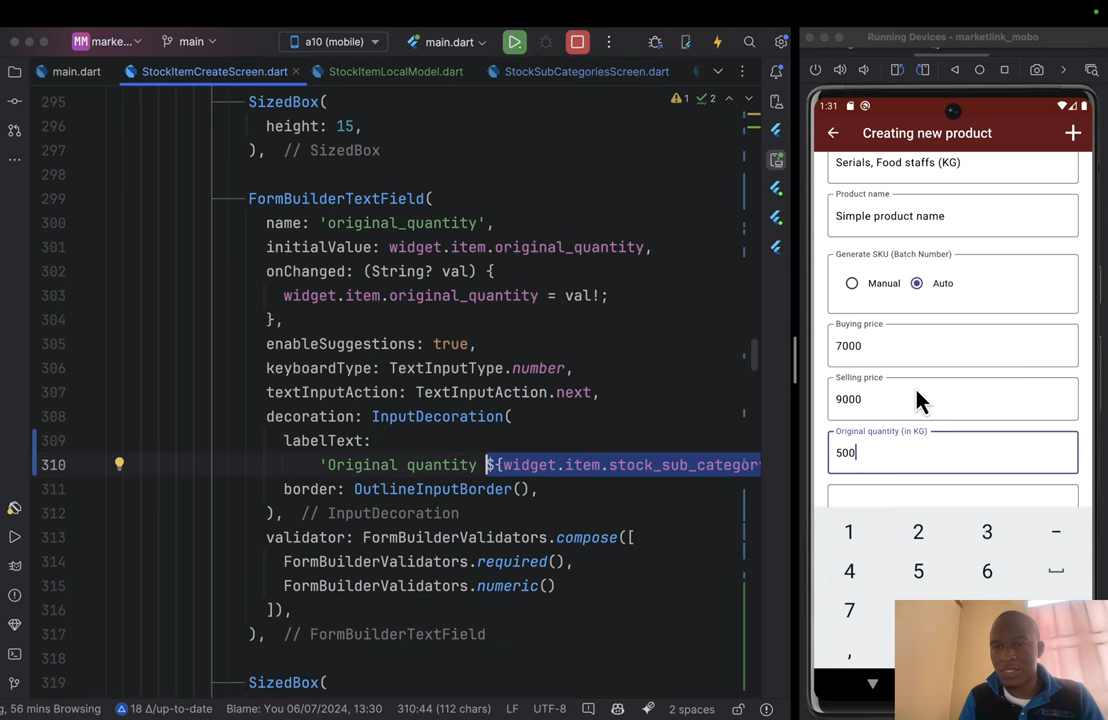 MM marke... main a10 (mobile) main.dart
Running Devices - marketlink_mobo
main.dart StockItemCreateScreen.dart StockItemLocalModel.dart StockSubCategoriesScreen.dart
1 2
295 SizedBox(
296 height: 15,
297 ), // SizedBox
298
299 FormBuilderTextField(
300 name: 'original_quantity',
301 initialValue: widget.item.original_quantity,
302 onChanged: (String? val) {
303 widget.item.original_quantity = val!;
304 },
305 enableSuggestions: true,
306 keyboardType: TextInputType.number,
307 textInputAction: TextInputAction.next,
308 decoration: InputDecoration(
309 labelText:
310 'Original quantity ${widget.item.stock_sub_category
311 border: OutlineInputBorder(),
312 ), // InputDecoration
313 validator: FormBuilderValidators.compose([
314 FormBuilderValidators.required(),
315 FormBuilderValidators.numeric()
316 ]),
317 ), // FormBuilderTextField
318
319 SizedBox(
g, 56 mins Browsing 18 Δ/up-to-date Blame: You 06/07/2024, 13:30 310:44 (112 chars) LF UTF-8 2 spaces
1:31
Creating new product
Serials, Food staffs (KG)
Product name
Simple product name
Generate SKU (Batch Number)
Manual Auto
Buying price
7000
Selling price
9000
Original quantity (in KG)
500
1 2 3 −
4 5 6
7
,